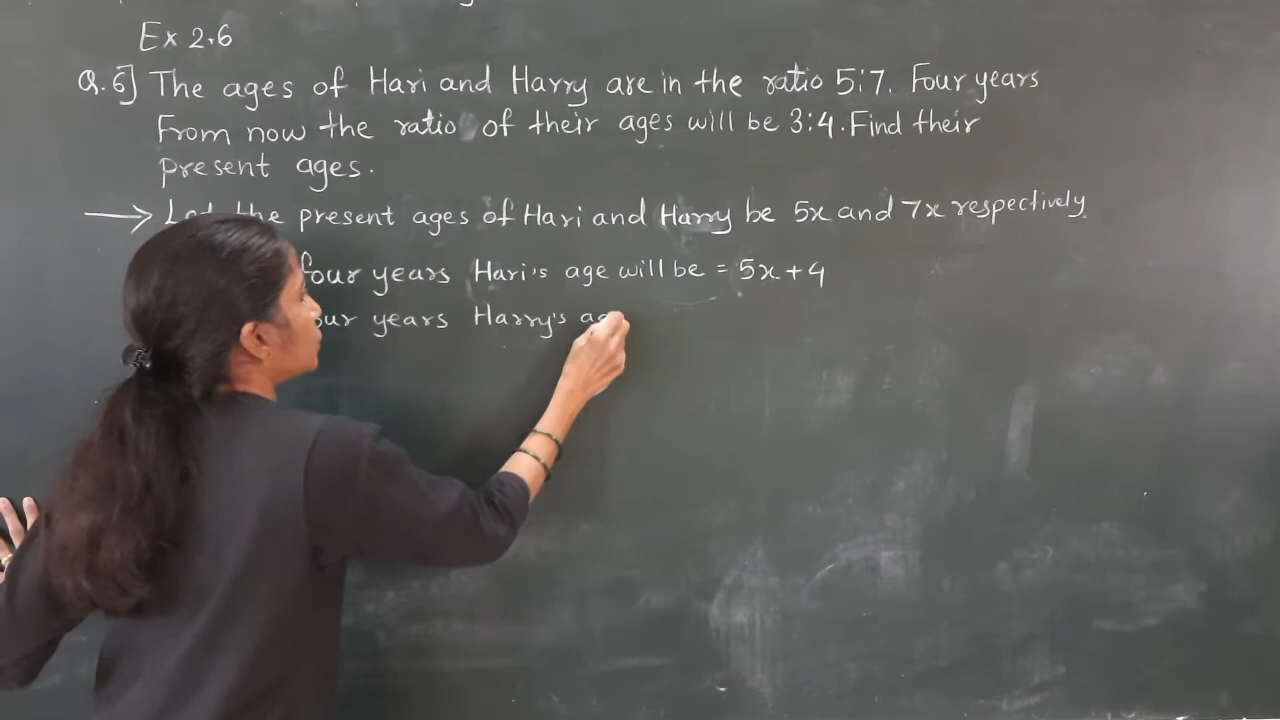 Ex 2.6
Q.6] The ages of Hari and Harry are in the ratio 5:7. Four years
From now the ratio of their ages will be 3:4. Find their
present ages.
→ Let the present ages of Hari and Harry be 5x and 7x respectively.
four years Hari's age will be = 5x+4
years Harry's